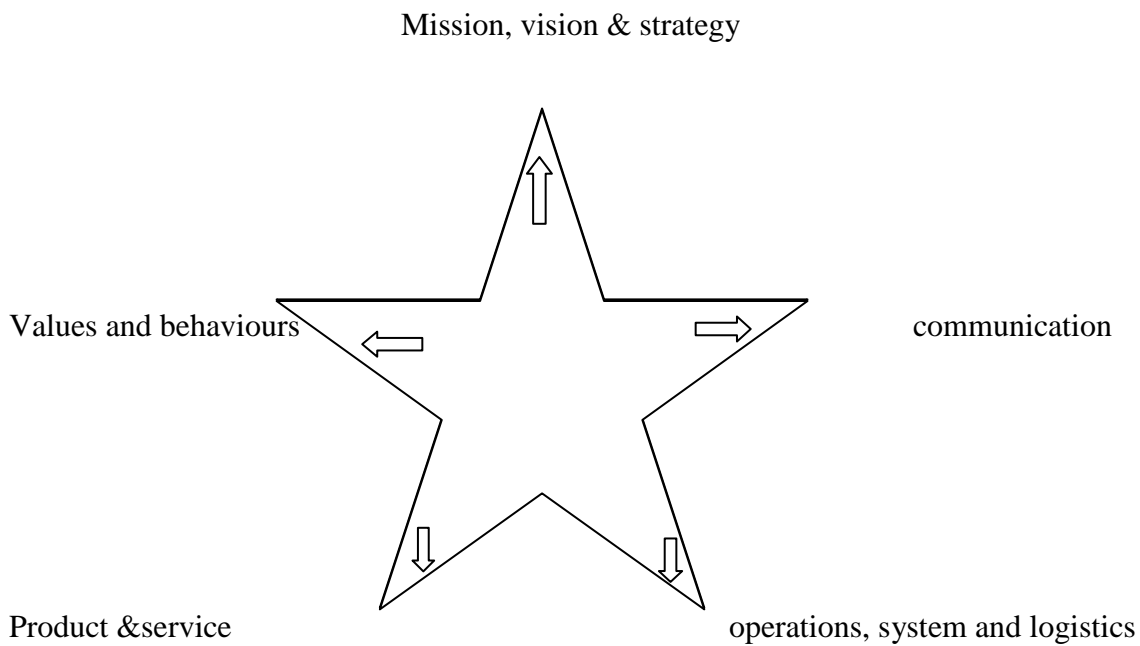 Mission, vision & strategy
Values and behaviours
communication
Product &service
operations, system and logistics